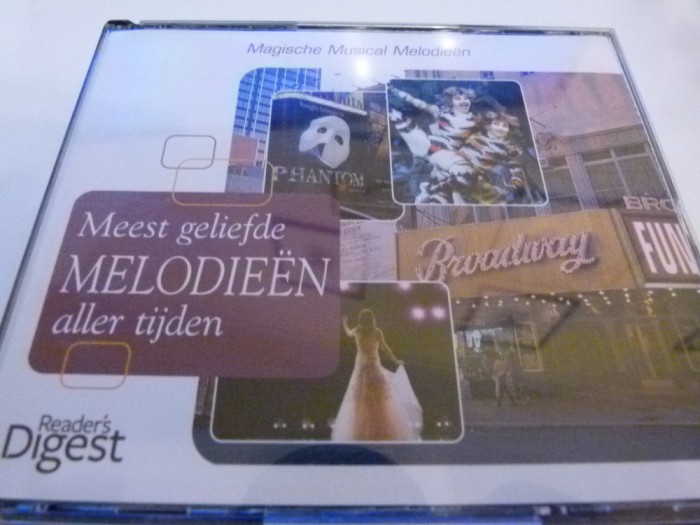 Magische Musical Melodieën
PHANTOM
Meest geliefde
MELODIEËN
aller tijden
Broadway
BRO
FUN
Reader's
Digest